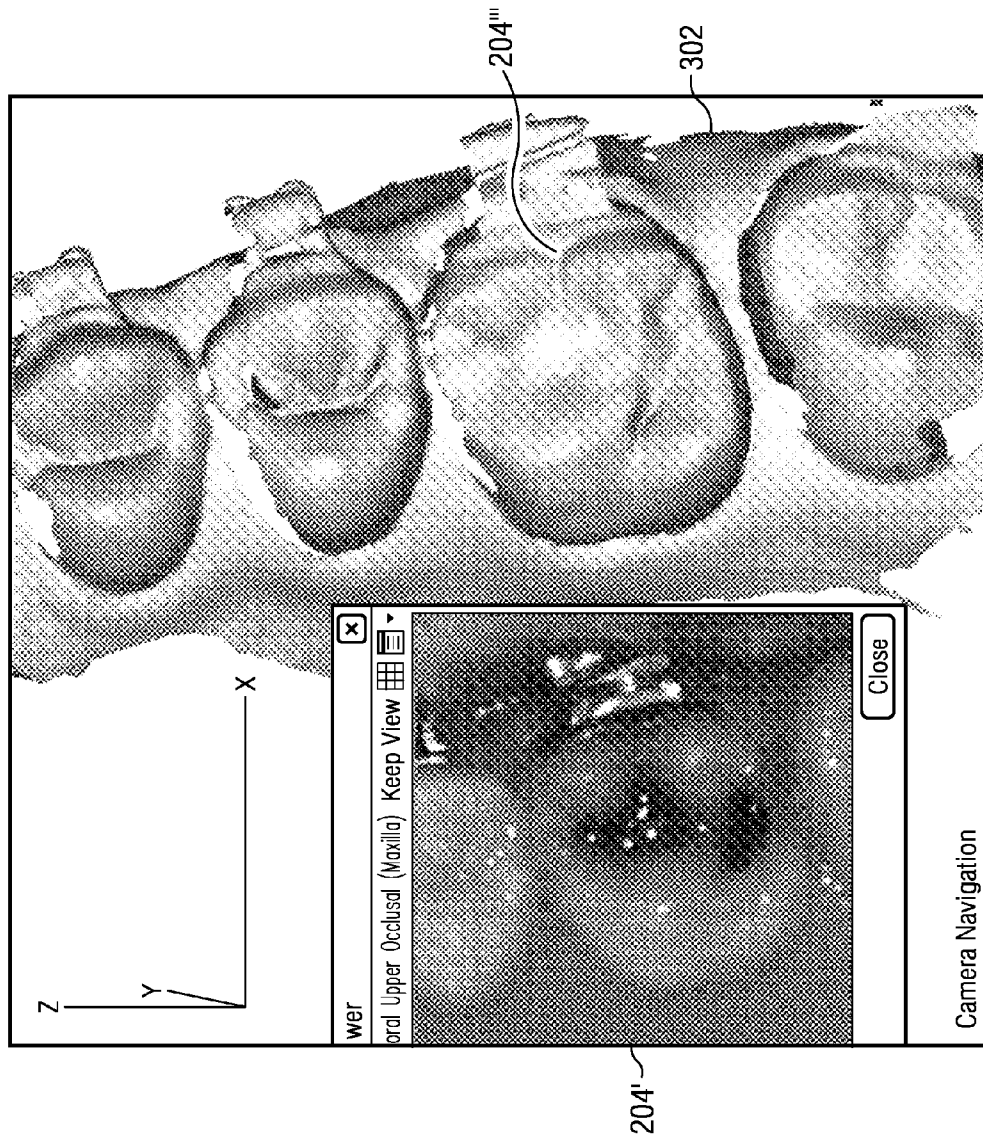 204'''
302
Z
Y
X
wer
oral Upper Occlusal (Maxilla) Keep View
Close
204'
Camera Navigation